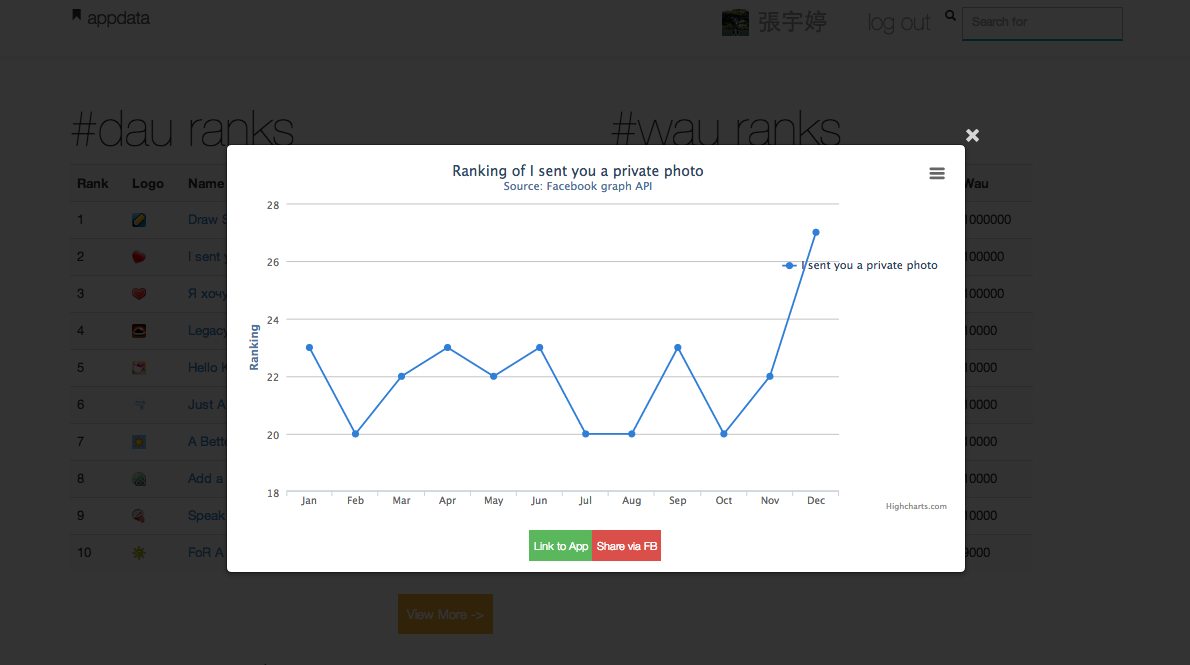 appdata
張宇婷
log out
Search for
#dau ranks
#wau ranks
Ranking of I sent you a private photo
Source: Facebook graph API
Rank Logo Name
Wau
1 Draw
1000000
2 I sent
100000
3 Я хочу
100000
4 Legacy
10000
5 Hello
10000
6 Just A
10000
7 A Bett
10000
8 Add a
10000
9 Speak
10000
10 FoR A
9000
28
26
24
22
20
18
Ranking
I sent you a private photo
Jan Feb Mar Apr May Jun Jul Aug Sep Oct Nov Dec
Highcharts.com
Link to App
Share via FB
View More ->